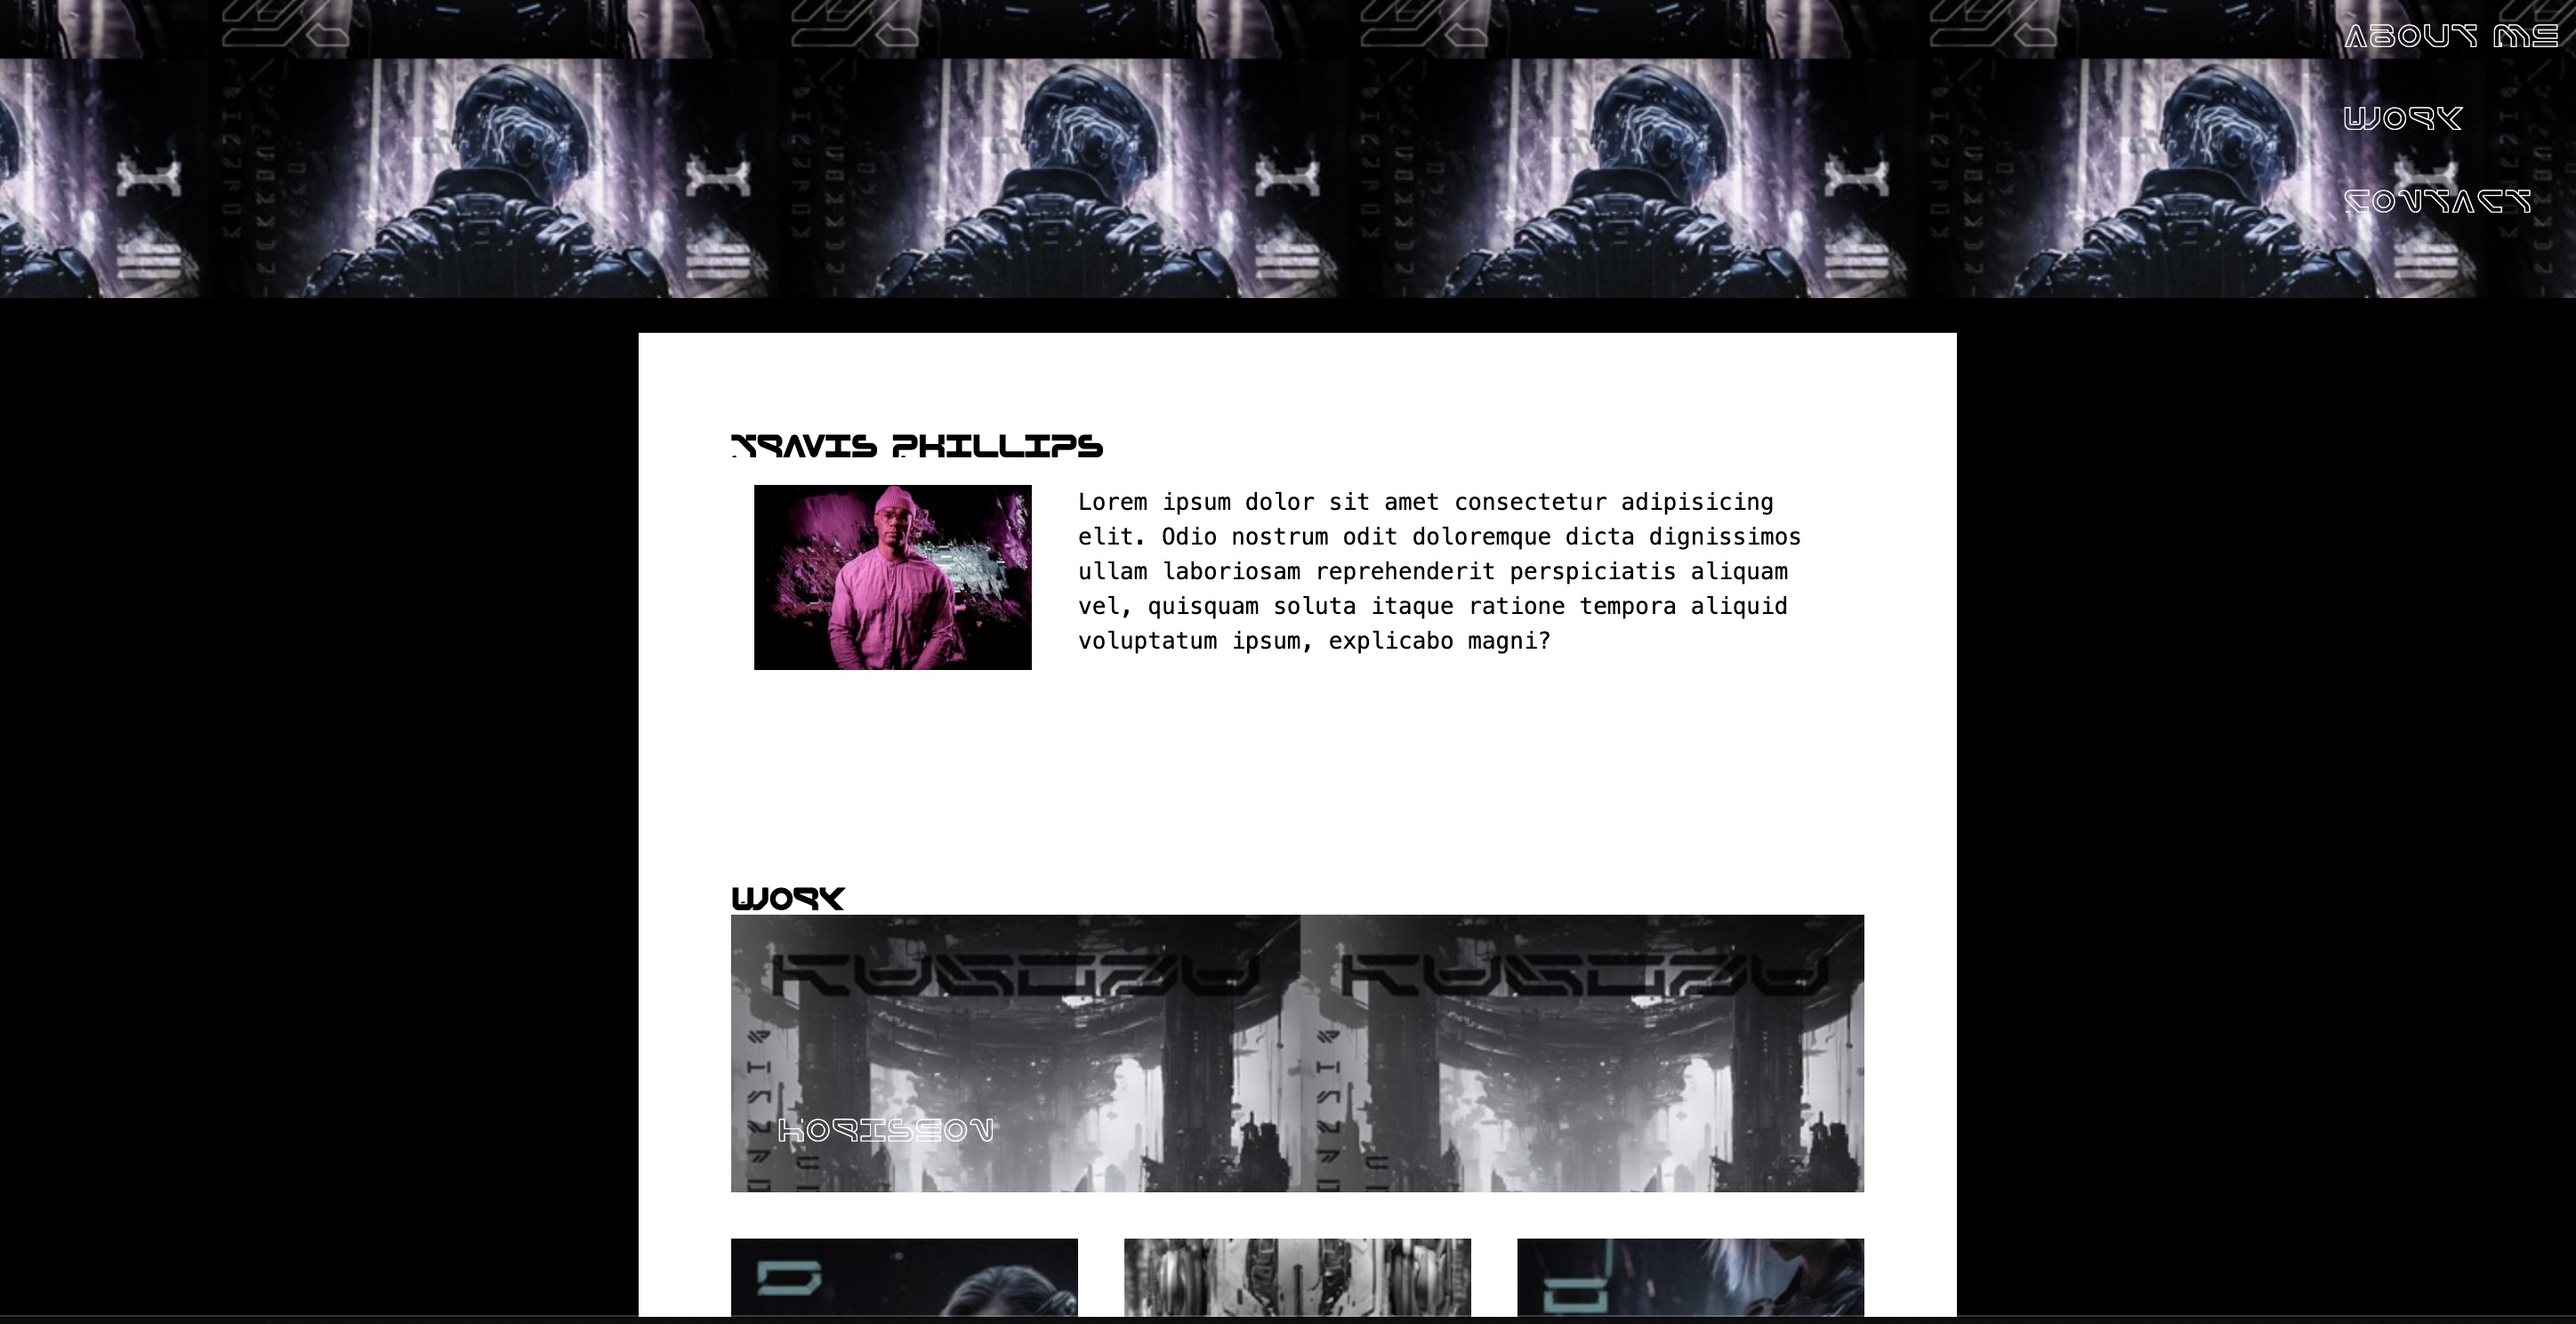 ABOUT ME
WORK
CONTACT
TRAVIS PHILLIPS
Lorem ipsum dolor sit amet consectetur adipisicing
elit. Odio nostrum odit doloremque dicta dignissimos
ullam laboriosam reprehenderit perspiciatis aliquam
vel, quisquam soluta itaque ratione tempora aliquid
voluptatum ipsum, explicabo magni?
WORK
HORISEON